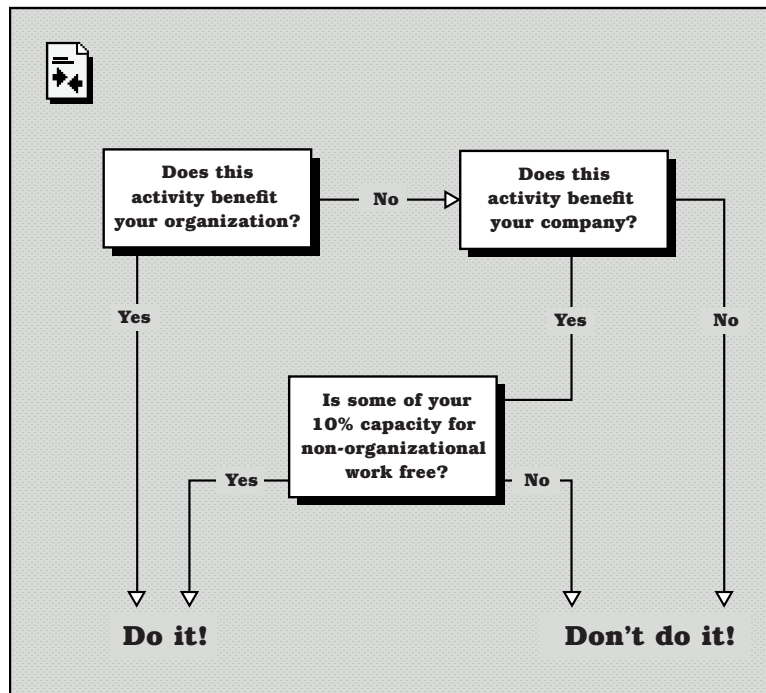 Does this
activity benefit
your organization?
No
Does this
activity benefit
your company?
Yes
Yes
No
Is some of your
10% capacity for
non-organizational
work free?
Yes
No
Do it!
Don't do it!